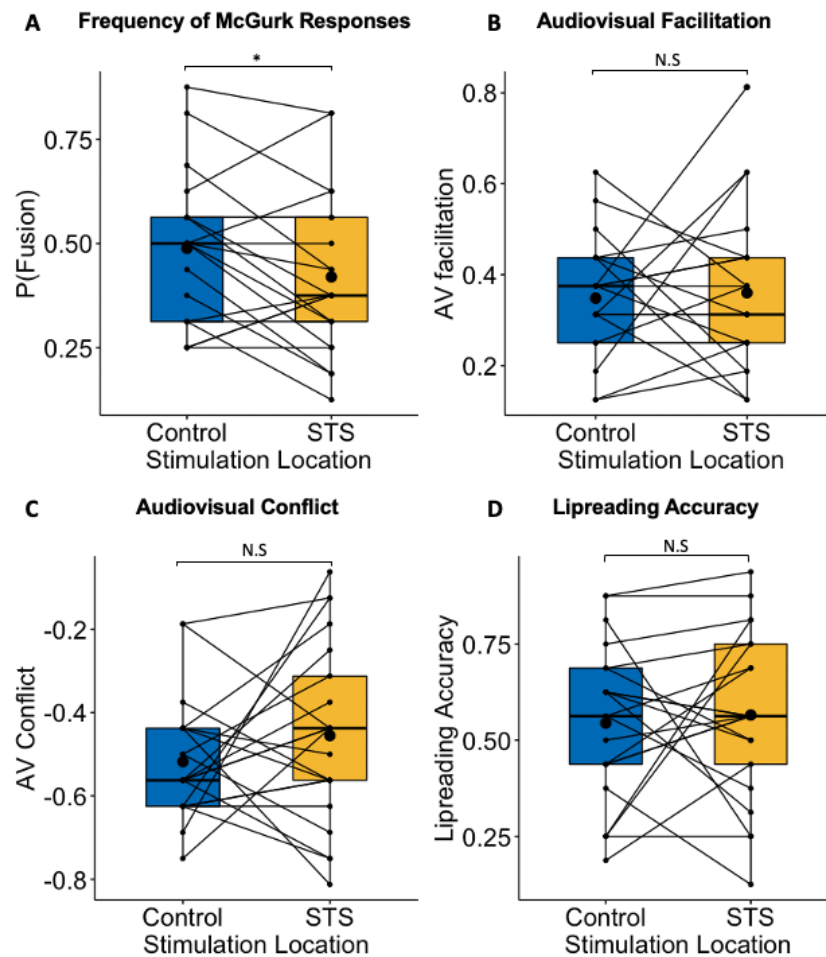 A Frequency of McGurk Responses
*
P(Fusion)
0.75
0.50
0.25
Control STS
Stimulation Location
B Audiovisual Facilitation
N.S
AV facilitation
0.8
0.6
0.4
0.2
Control STS
Stimulation Location
C Audiovisual Conflict
N.S
AV Conflict
-0.2
-0.4
-0.6
-0.8
Control STS
Stimulation Location
D Lipreading Accuracy
N.S
Lipreading Accuracy
0.75
0.50
0.25
Control STS
Stimulation Location